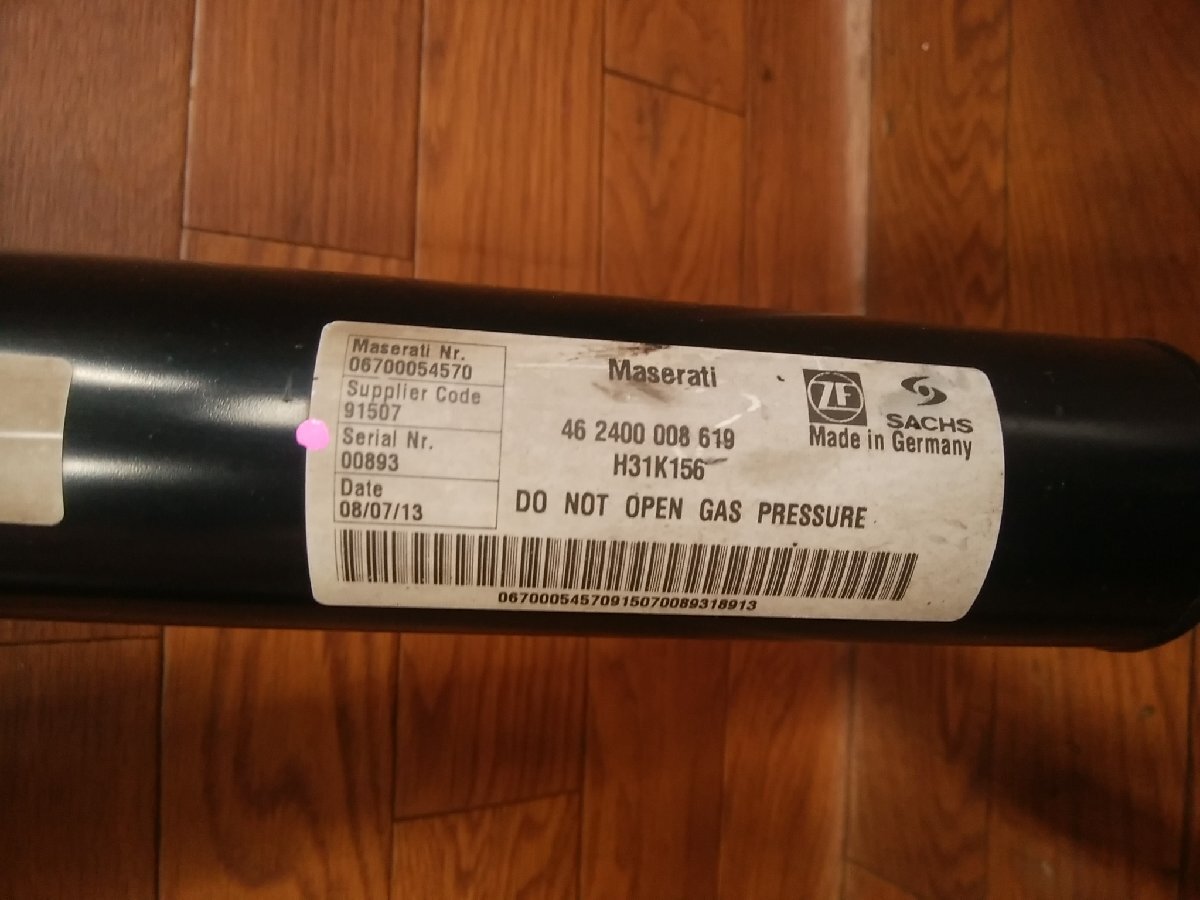 Maserati Nr.
06700054570
Supplier Code
91507
Serial Nr.
00893
Date
08/07/13
Maserati
46 2400 008 619
H31K156
DO NOT OPEN GAS PRESSURE
ZF
SACHS
Made in Germany
06700054570915070089318913